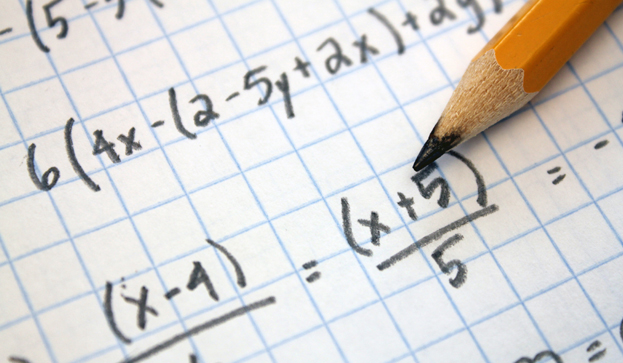 -(5-
6(4x-(2-5y+2x)+2y)
(x-4) = (x+5)
5
= -
=